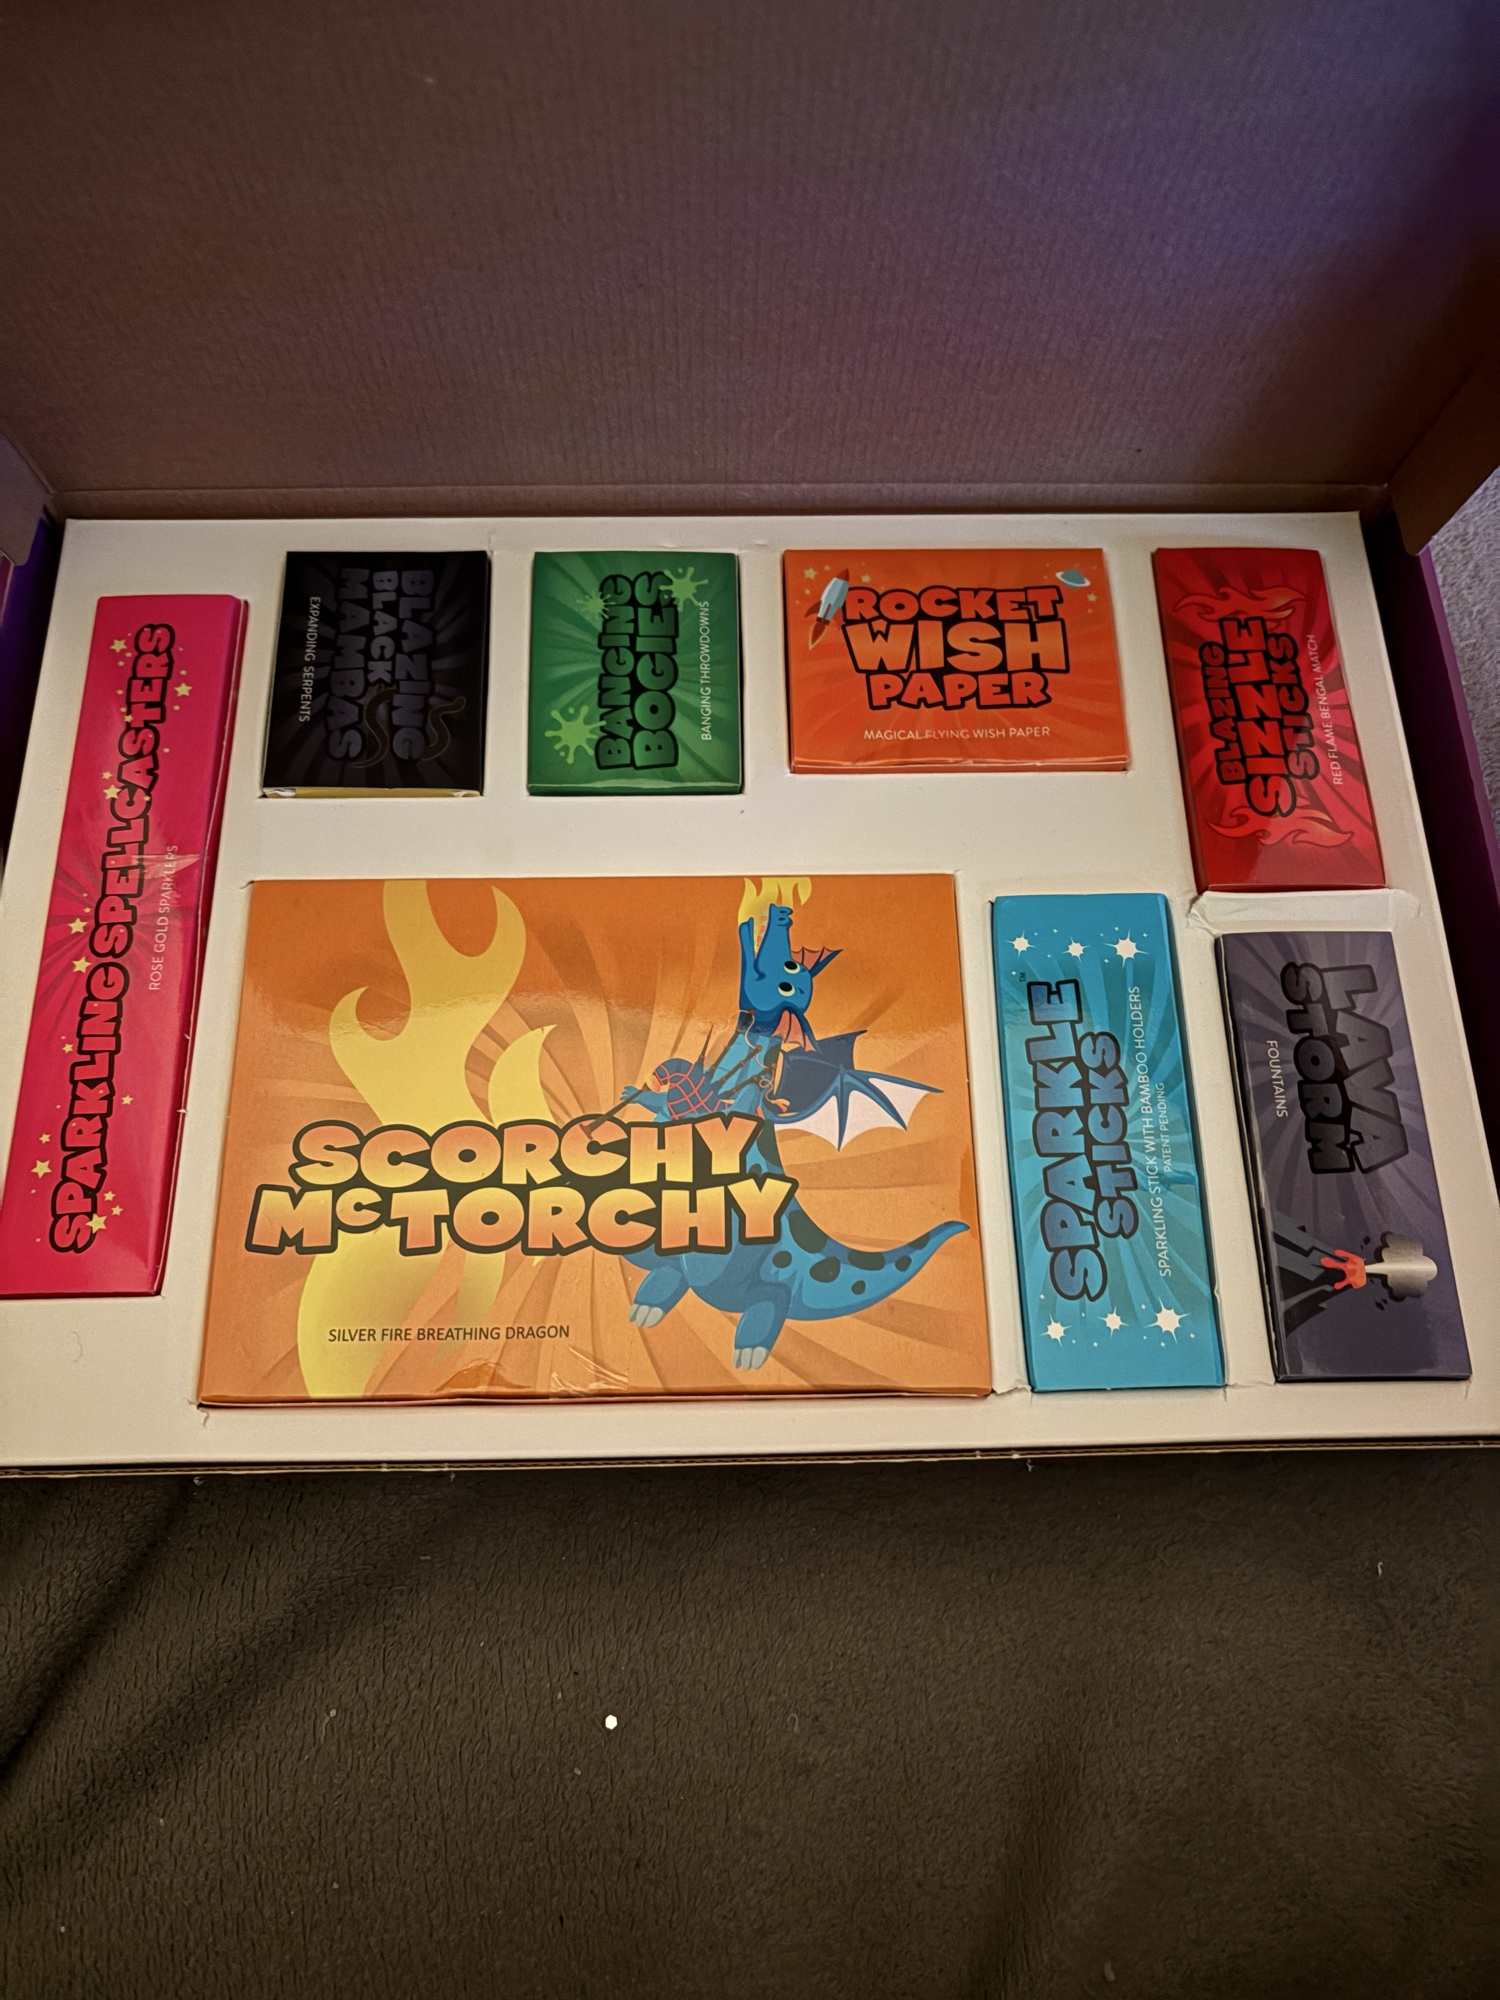 SPARKLING SPELLCASTERS
ROSE GOLD SPARKLERS
BLAZING
BLACK
MAMBAS
EXPANDING SERPENTS
BANGING
BOGIES
BANGING THROWDOWNS
ROCKET
WISH
PAPER
MAGICAL FLYING WISH PAPER
BLAZING
SIZZLE
STICKS
RED FLAME BENGAL MATCH
SCORCHY
McTORCHY
SILVER FIRE BREATHING DRAGON
SPARKLE
STICKS
™
SPARKLING STICK WITH BAMBOO HOLDERS
PATENT PENDING
LAVA
STORM
FOUNTAINS